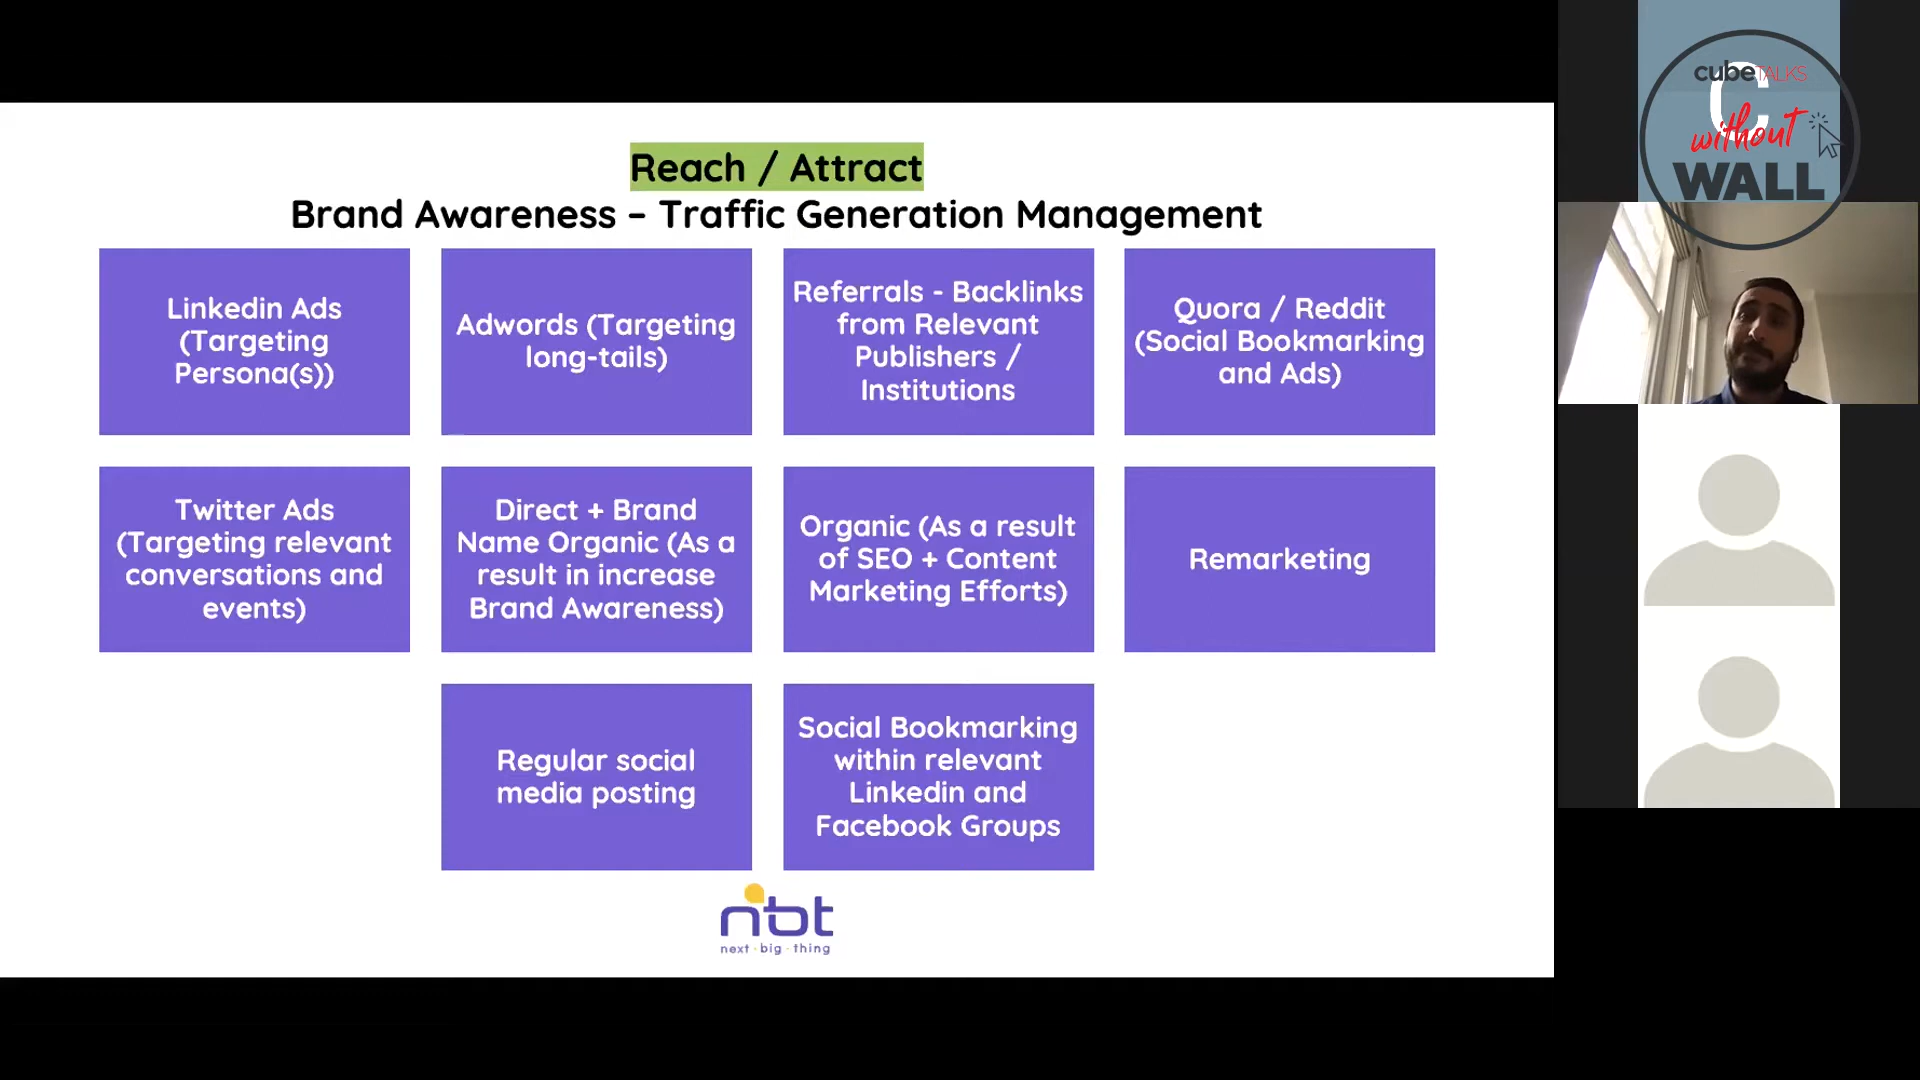 Reach / Attract
Brand Awareness – Traffic Generation Management
Linkedin Ads
(Targeting
Persona(s))
Adwords (Targeting
long-tails)
Referrals - Backlinks
from Relevant
Publishers /
Institutions
Quora / Reddit
(Social Bookmarking
and Ads)
Twitter Ads
(Targeting relevant
conversations and
events)
Direct + Brand
Name Organic (As a
result in increase
Brand Awareness)
Organic (As a result
of SEO + Content
Marketing Efforts)
Remarketing
Regular social
media posting
Social Bookmarking
within relevant
Linkedin and
Facebook Groups
nbt
next · big · thing
cubeTALKS
C
without
WALL